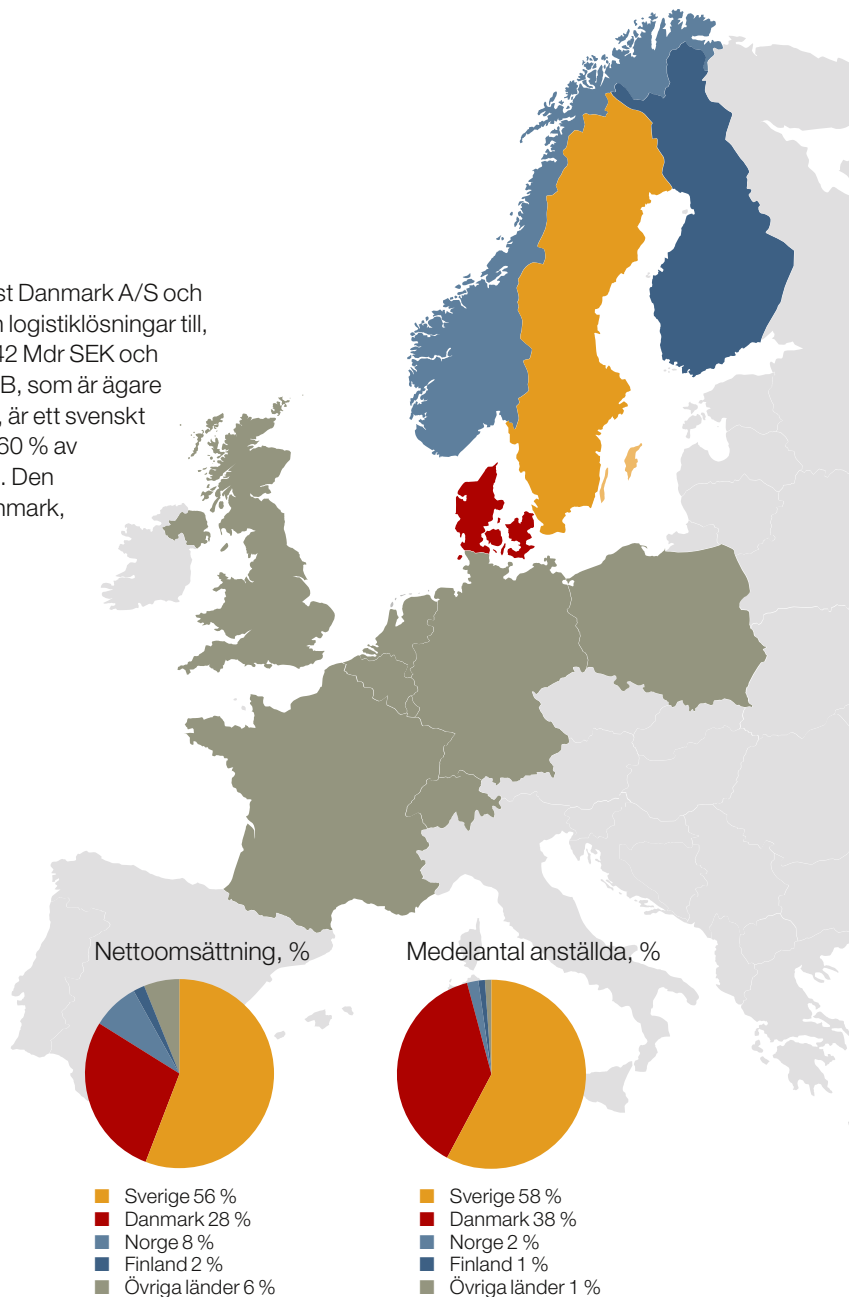 st Danmark A/S och
logistiklösningar till,
42 Mdr SEK och
B, som är ägare
, är ett svenskt
60 % av
. Den
nmark,
Nettoomsättning, %
Sverige 56 %
Danmark 28 %
Norge 8 %
Finland 2 %
Övriga länder 6 %
Medelantal anställda, %
Sverige 58 %
Danmark 38 %
Norge 2 %
Finland 1 %
Övriga länder 1 %